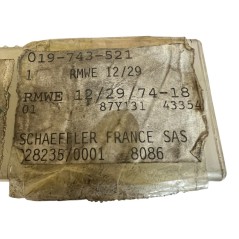 019-743-521
1 RMWE 12/29
RMWE 12/29/74-18
01 87Y131 43354
SCHAEFFLER FRANCE SAS
28235/0001 8086